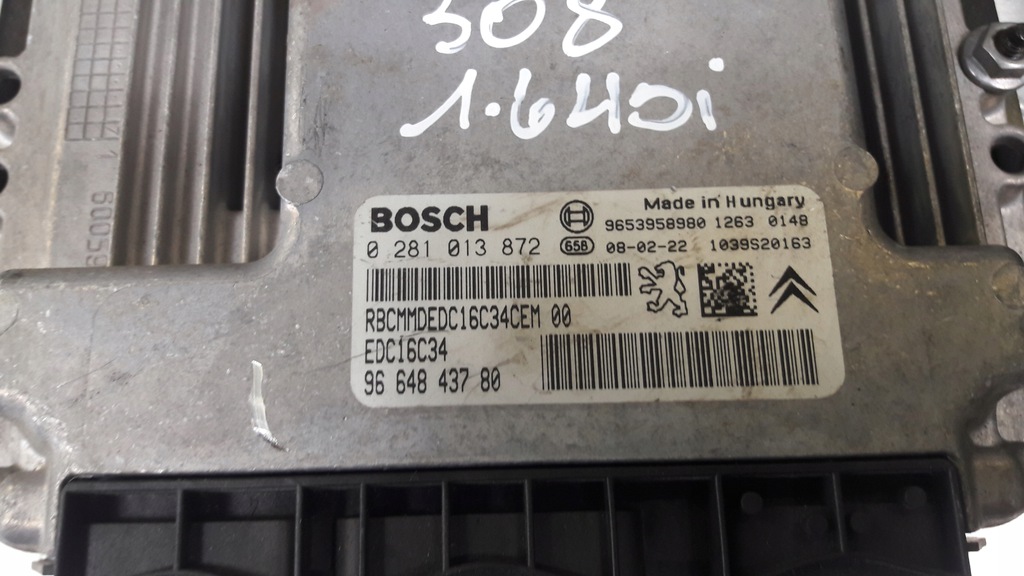 308
1.6HDi
BOSCH
Made in Hungary
9653958980 1263 0148
0 281 013 872 658 08-02-22 1039S20163
RBCMMDEDC16C34CEM 00
EDC16C34
96 648 437 80